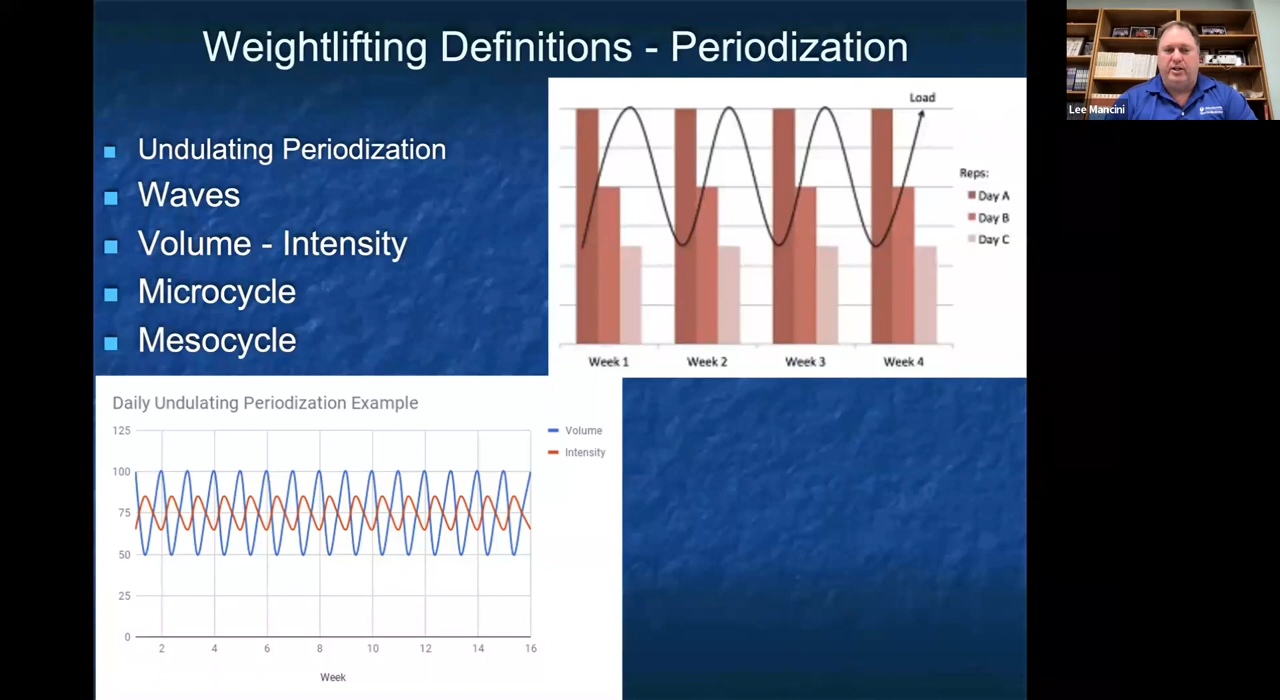 Weightlifting Definitions - Periodization
Lee Mancini
Undulating Periodization
Waves
Volume - Intensity
Microcycle
Mesocycle
Load
Reps:
Day A
Day B
Day C
Week 1 Week 2 Week 3 Week 4
Daily Undulating Periodization Example
125
100
75
50
25
0
2 4 6 8 10 12 14 16
Week
Volume
Intensity